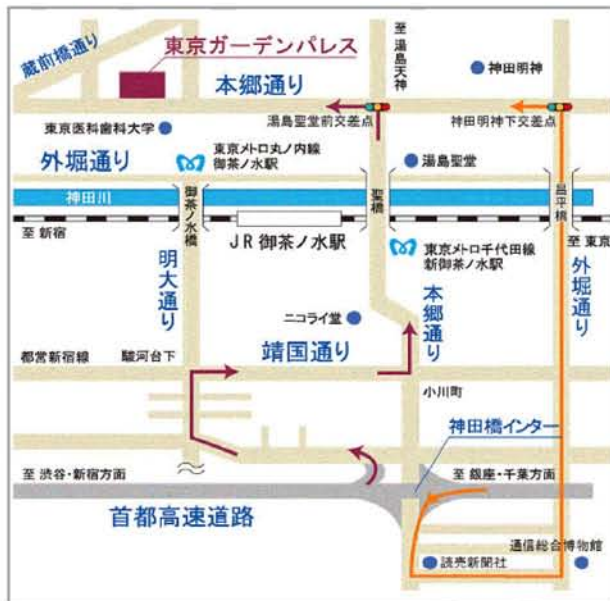 蔵前橋通り
東京ガーデンパレス
至 湯島天神
本郷通り
神田明神
湯島聖堂前交差点
神田明神下交差点
東京医科歯科大学
東京メトロ丸ノ内線
御茶ノ水駅
外堀通り
湯島聖堂
神田川
御茶ノ水橋
聖橋
昌平橋
至 新宿
JR 御茶ノ水駅
東京メトロ千代田線
新御茶ノ水駅
至 東京
明大通り
本郷通り
外堀通り
ニコライ堂
靖国通り
都営新宿線
駿河台下
小川町
神田橋インター
至 渋谷・新宿方面
至 銀座・千葉方面
首都高速道路
通信総合博物館
読売新聞社